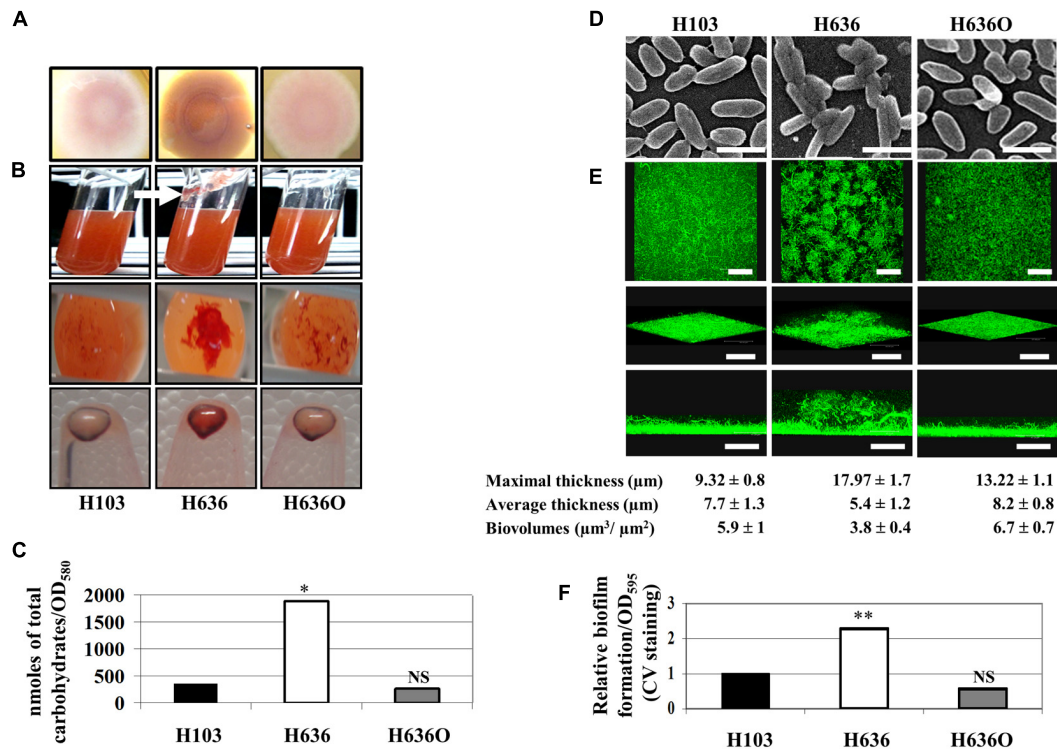 A
B
H103 H636 H636O
C
nmoles of total
carbohydrates/OD580
2000
1500
1000
500
0
*
NS
H103 H636 H636O
D
H103 H636 H636O
E
Maximal thickness (µm) 9.32 ± 0.8 17.97 ± 1.7 13.22 ± 1.1
Average thickness (µm) 7.7 ± 1.3 5.4 ± 1.2 8.2 ± 0.8
Biovolumes (µm³/ µm²) 5.9 ± 1 3.8 ± 0.4 6.7 ± 0.7
F
Relative biofilm
formation/OD595
(CV staining)
3
2
1
0
**
NS
H103 H636 H636O